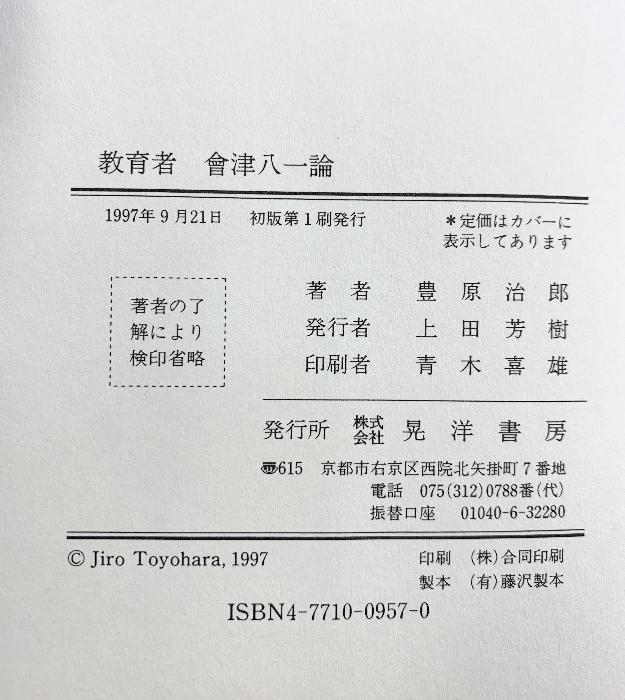 教育者　會津八一論
1997年9月21日　初版第1刷発行
＊定価はカバーに
表示してあります
著者の了
解により
検印省略
著者　豊原治郎
発行者　上田芳樹
印刷者　青木喜雄
発行所　株式会社　晃洋書房
〠615　京都市右京区西院北矢掛町7番地
電話　075(312)0788番(代)
振替口座　01040-6-32280
© Jiro Toyohara, 1997
印刷　(株)合同印刷
製本　(有)藤沢製本
ISBN4-7710-0957-0